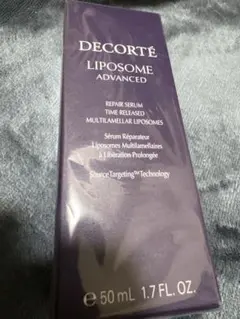 DECORTÉ
LIPOSOME
ADVANCED
REPAIR SERUM
TIME RELEASED
MULTILAMELLAR LIPOSOMES
Sérum Réparateur
Liposomes Multilamellaires
à Libération Prolongée
SourceTargeting™ Technology
℮ 50 mL 1.7 FL. OZ.